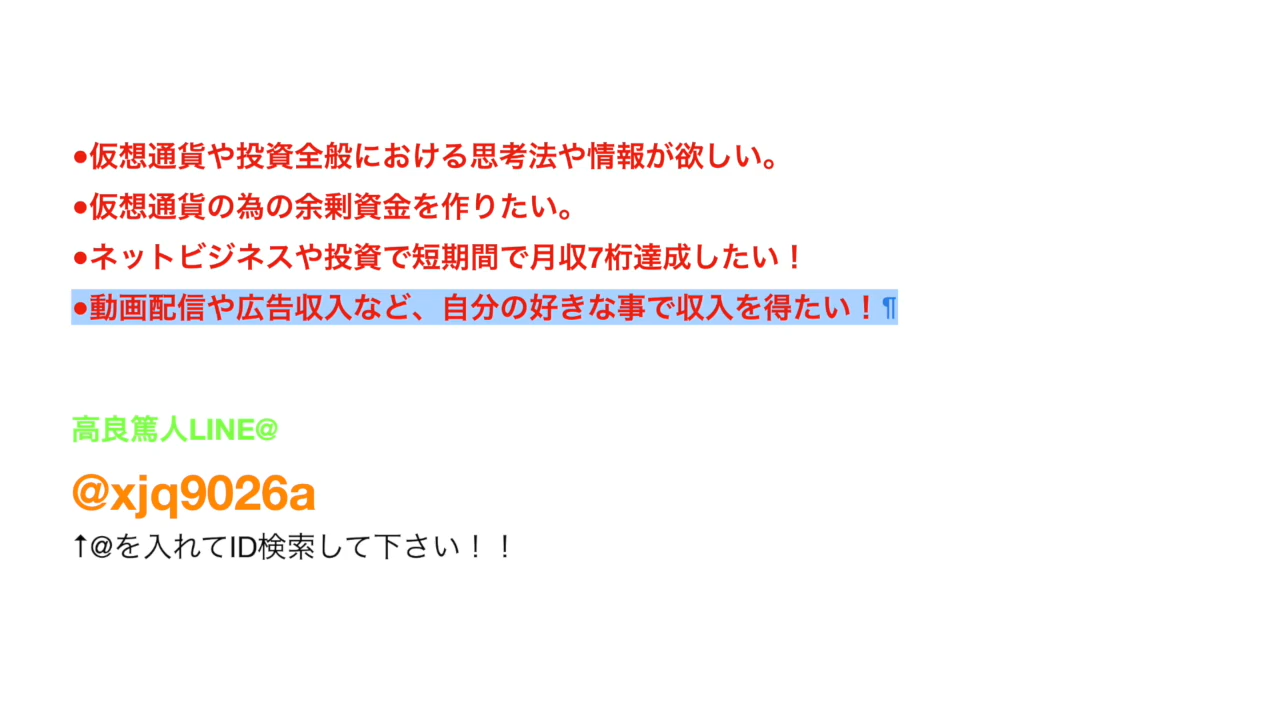 ●仮想通貨や投資全般における思考法や情報が欲しい。
●仮想通貨の為の余剰資金を作りたい。
●ネットビジネスや投資で短期間で月収7桁達成したい！
●動画配信や広告収入など、自分の好きな事で収入を得たい！¶
高良篤人LINE@
@xjq9026a
↑@を入れてID検索して下さい！！